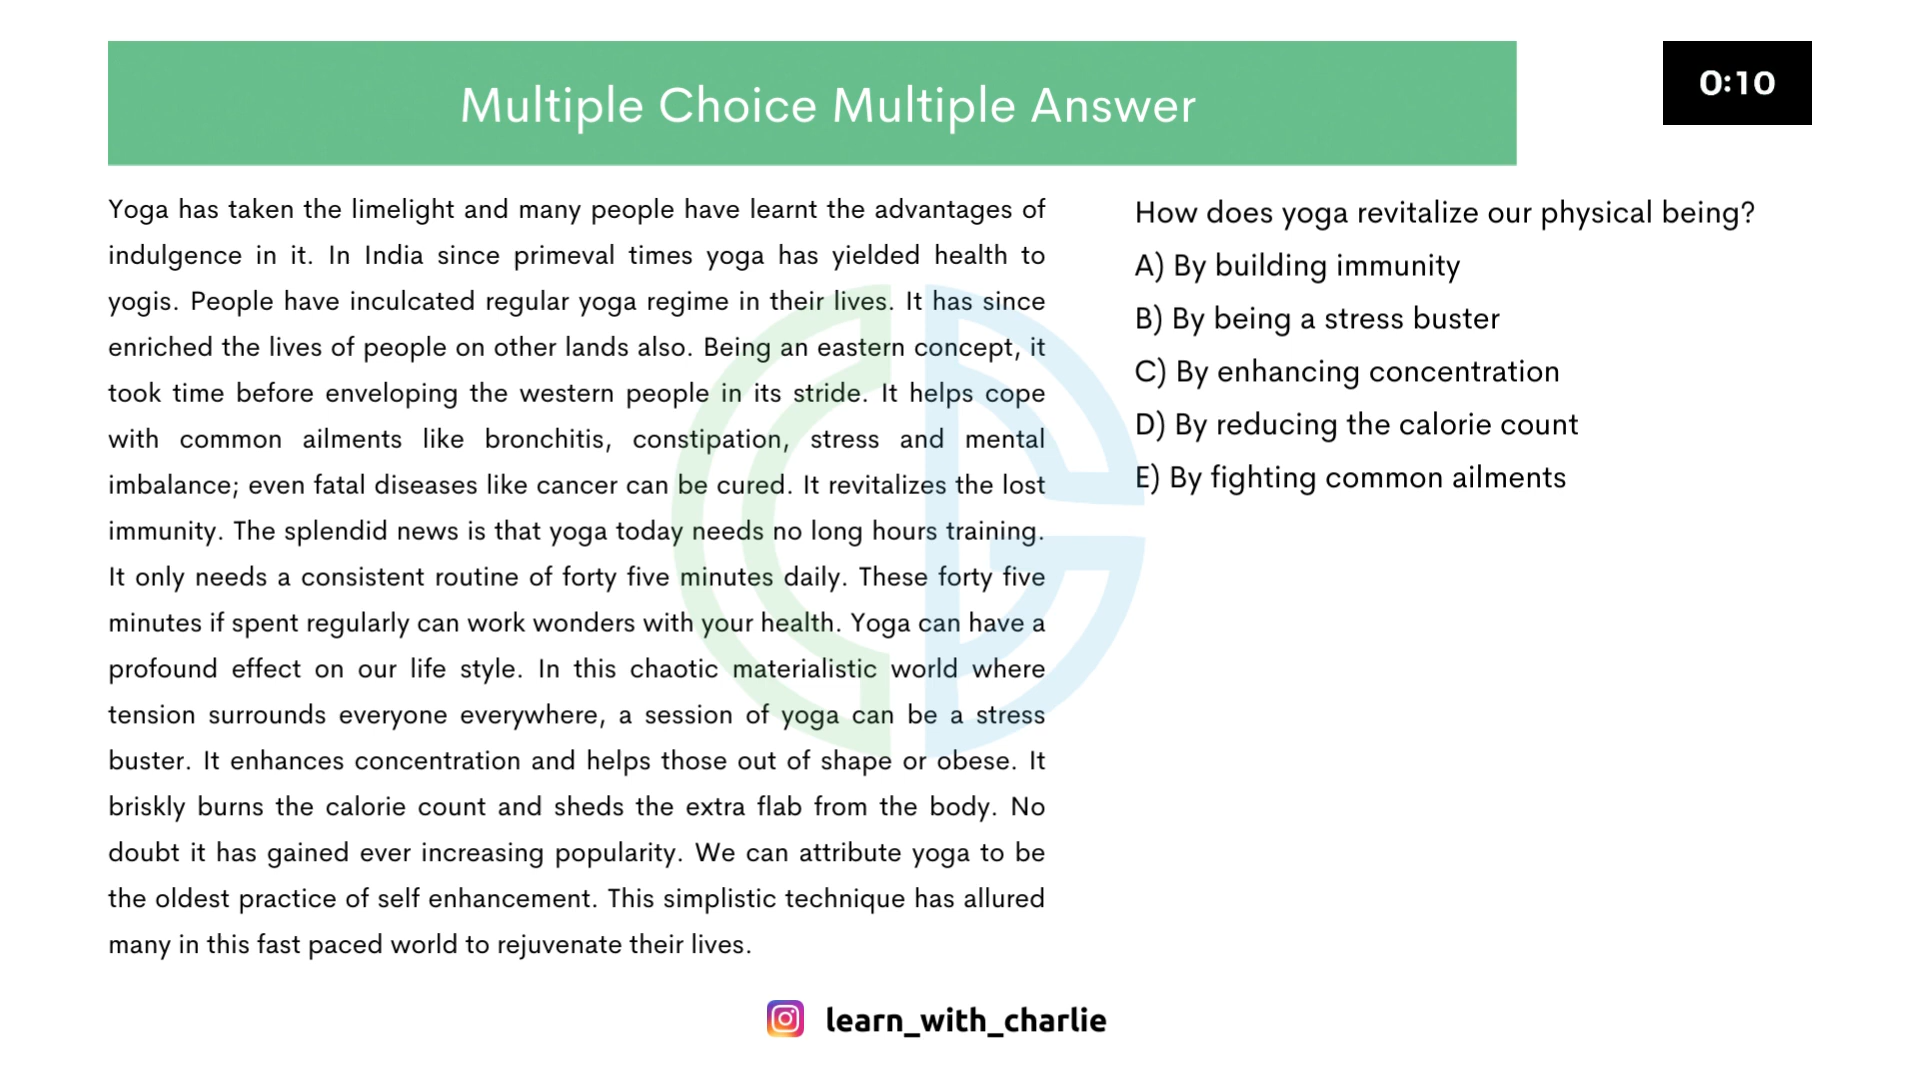 Multiple Choice Multiple Answer
0:10
Yoga has taken the limelight and many people have learnt the advantages of
indulgence in it. In India since primeval times yoga has yielded health to
yogis. People have inculcated regular yoga regime in their lives. It has since
enriched the lives of people on other lands also. Being an eastern concept, it
took time before enveloping the western people in its stride. It helps cope
with common ailments like bronchitis, constipation, stress and mental
imbalance; even fatal diseases like cancer can be cured. It revitalizes the lost
immunity. The splendid news is that yoga today needs no long hours training.
It only needs a consistent routine of forty five minutes daily. These forty five
minutes if spent regularly can work wonders with your health. Yoga can have a
profound effect on our life style. In this chaotic materialistic world where
tension surrounds everyone everywhere, a session of yoga can be a stress
buster. It enhances concentration and helps those out of shape or obese. It
briskly burns the calorie count and sheds the extra flab from the body. No
doubt it has gained ever increasing popularity. We can attribute yoga to be
the oldest practice of self enhancement. This simplistic technique has allured
many in this fast paced world to rejuvenate their lives.
How does yoga revitalize our physical being?
A) By building immunity
B) By being a stress buster
C) By enhancing concentration
D) By reducing the calorie count
E) By fighting common ailments
learn_with_charlie